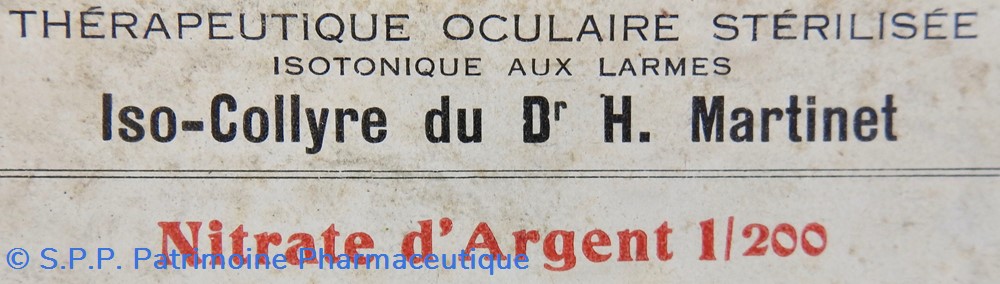 THÉRAPEUTIQUE OCULAIRE STÉRILISÉE
ISOTONIQUE AUX LARMES
Iso-Collyre du Dr H. Martinet
Nitrate d'Argent 1/200
© S.P.P. Patrimoine Pharmaceutique